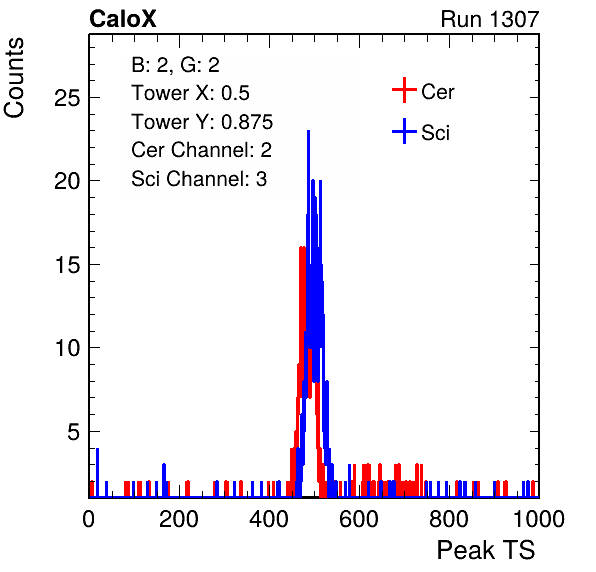 CaloX Run 1307
Counts
B: 2, G: 2
Tower X: 0.5
Tower Y: 0.875
Cer Channel: 2
Sci Channel: 3
Cer
Sci
25
20
15
10
5
0 200 400 600 800 1000
Peak TS